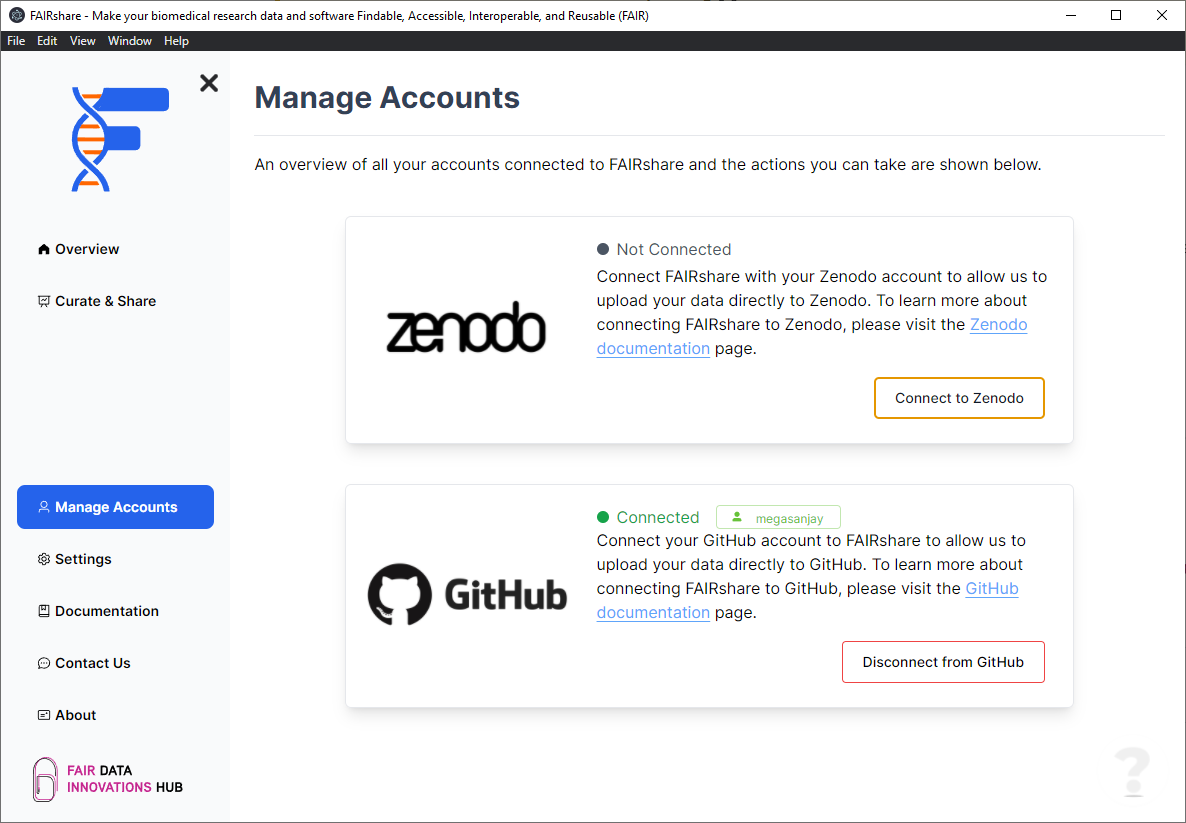 FAIRshare - Make your biomedical research data and software Findable, Accessible, Interoperable, and Reusable (FAIR)
File Edit View Window Help
Overview
Curate & Share
Manage Accounts
Settings
Documentation
Contact Us
About
FAIR DATA
INNOVATIONS HUB
Manage Accounts
An overview of all your accounts connected to FAIRshare and the actions you can take are shown below.
zenodo
Not Connected
Connect FAIRshare with your Zenodo account to allow us to
upload your data directly to Zenodo. To learn more about
connecting FAIRshare to Zenodo, please visit the Zenodo
documentation page.
Connect to Zenodo
GitHub
Connected megasanjay
Connect your GitHub account to FAIRshare to allow us to
upload your data directly to GitHub. To learn more about
connecting FAIRshare to GitHub, please visit the GitHub
documentation page.
Disconnect from GitHub
?